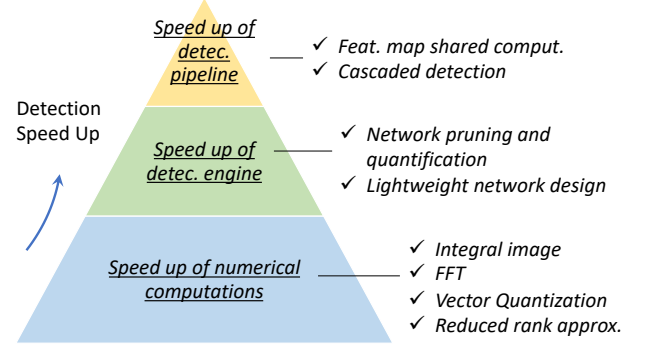 Speed up of
detec.
pipeline
✓ Feat. map shared comput.
✓ Cascaded detection
Detection
Speed Up
Speed up of
detec. engine
✓ Network pruning and
quantification
✓ Lightweight network design
Speed up of numerical
computations
✓ Integral image
✓ FFT
✓ Vector Quantization
✓ Reduced rank approx.